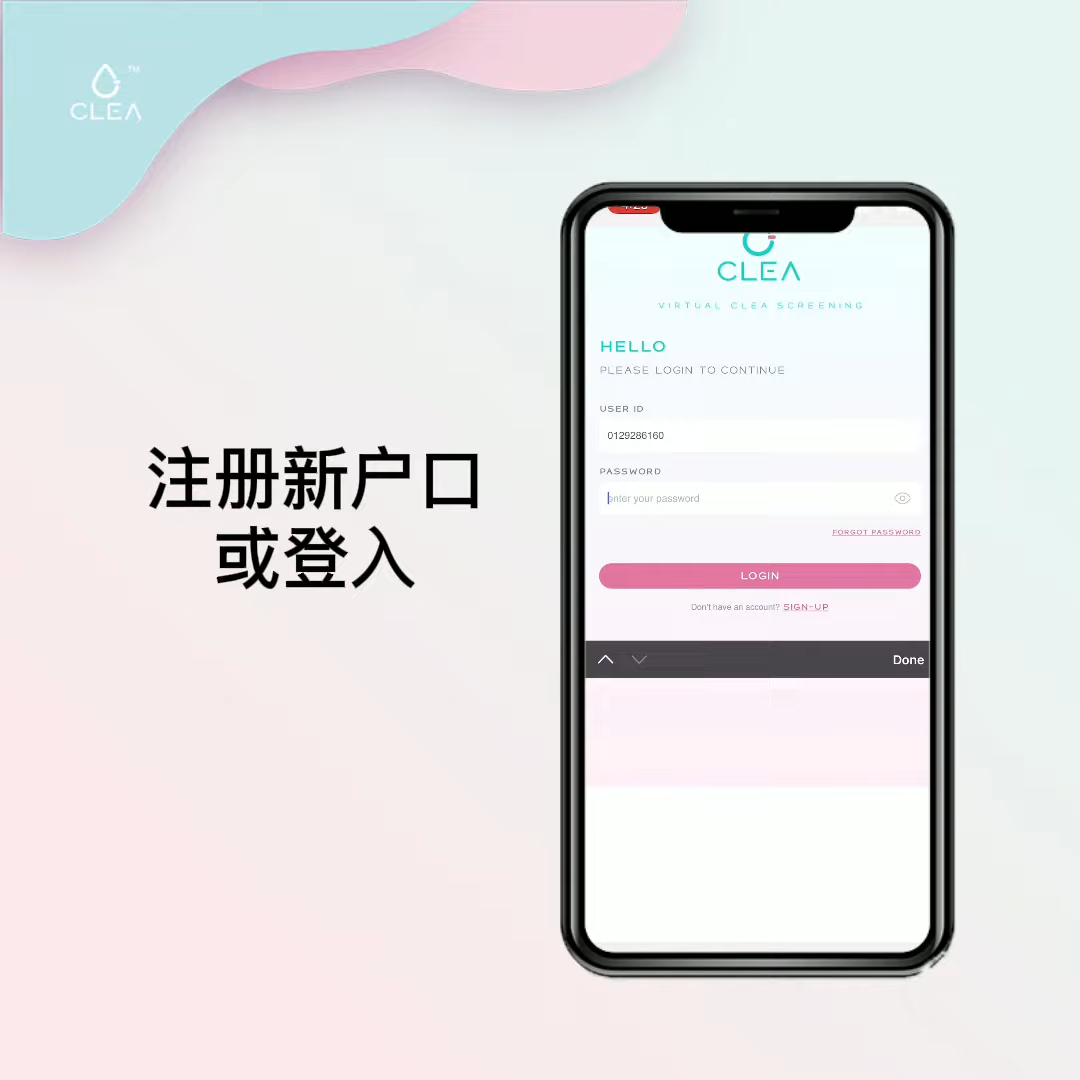 TM
CLEA
注册新户口
或登入
CLEA
VIRTUAL CLEA SCREENING
HELLO
PLEASE LOGIN TO CONTINUE
USER ID
0129286160
PASSWORD
enter your password
FORGOT PASSWORD
LOGIN
Don't have an account? SIGN-UP
Done